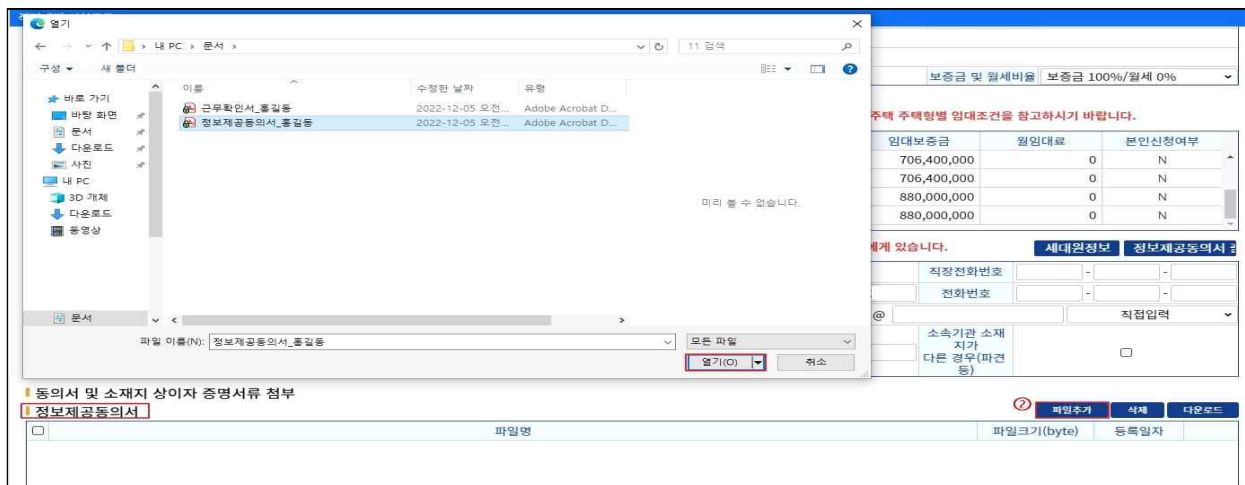 열기
내 PC > 문서 >
11 검색
구성
새 폴더
바로 가기
바탕 화면
문서
다운로드
사진
내 PC
3D 개체
다운로드
동영상
문서
이름 수정한 날짜 유형
근무확인서_홍길동 2022-12-05 오전... Adobe Acrobat D...
정보제공동의서_홍길동 2022-12-05 오전... Adobe Acrobat D...
미리 볼 수 없습니다.
파일 이름(N): 정보제공동의서_홍길동 모든 파일
열기(O) 취소
보증금 및 월세비율 보증금 100%/월세 0%
주택 주택형별 임대조건을 참고하시기 바랍니다.
임대보증금 월임대료 본인신청여부
706,400,000 0 N
706,400,000 0 N
880,000,000 0 N
880,000,000 0 N
에게 있습니다. 세대원정보 정보제공동의서
직장전화번호 - -
전화번호 - -
@ 직접입력
소속기관 소재
지가
다른 경우(파견
등)
동의서 및 소재지 상이자 증명서류 첨부
정보제공동의서 ② 파일추가 삭제 다운로드
파일명 파일크기(byte) 등록일자